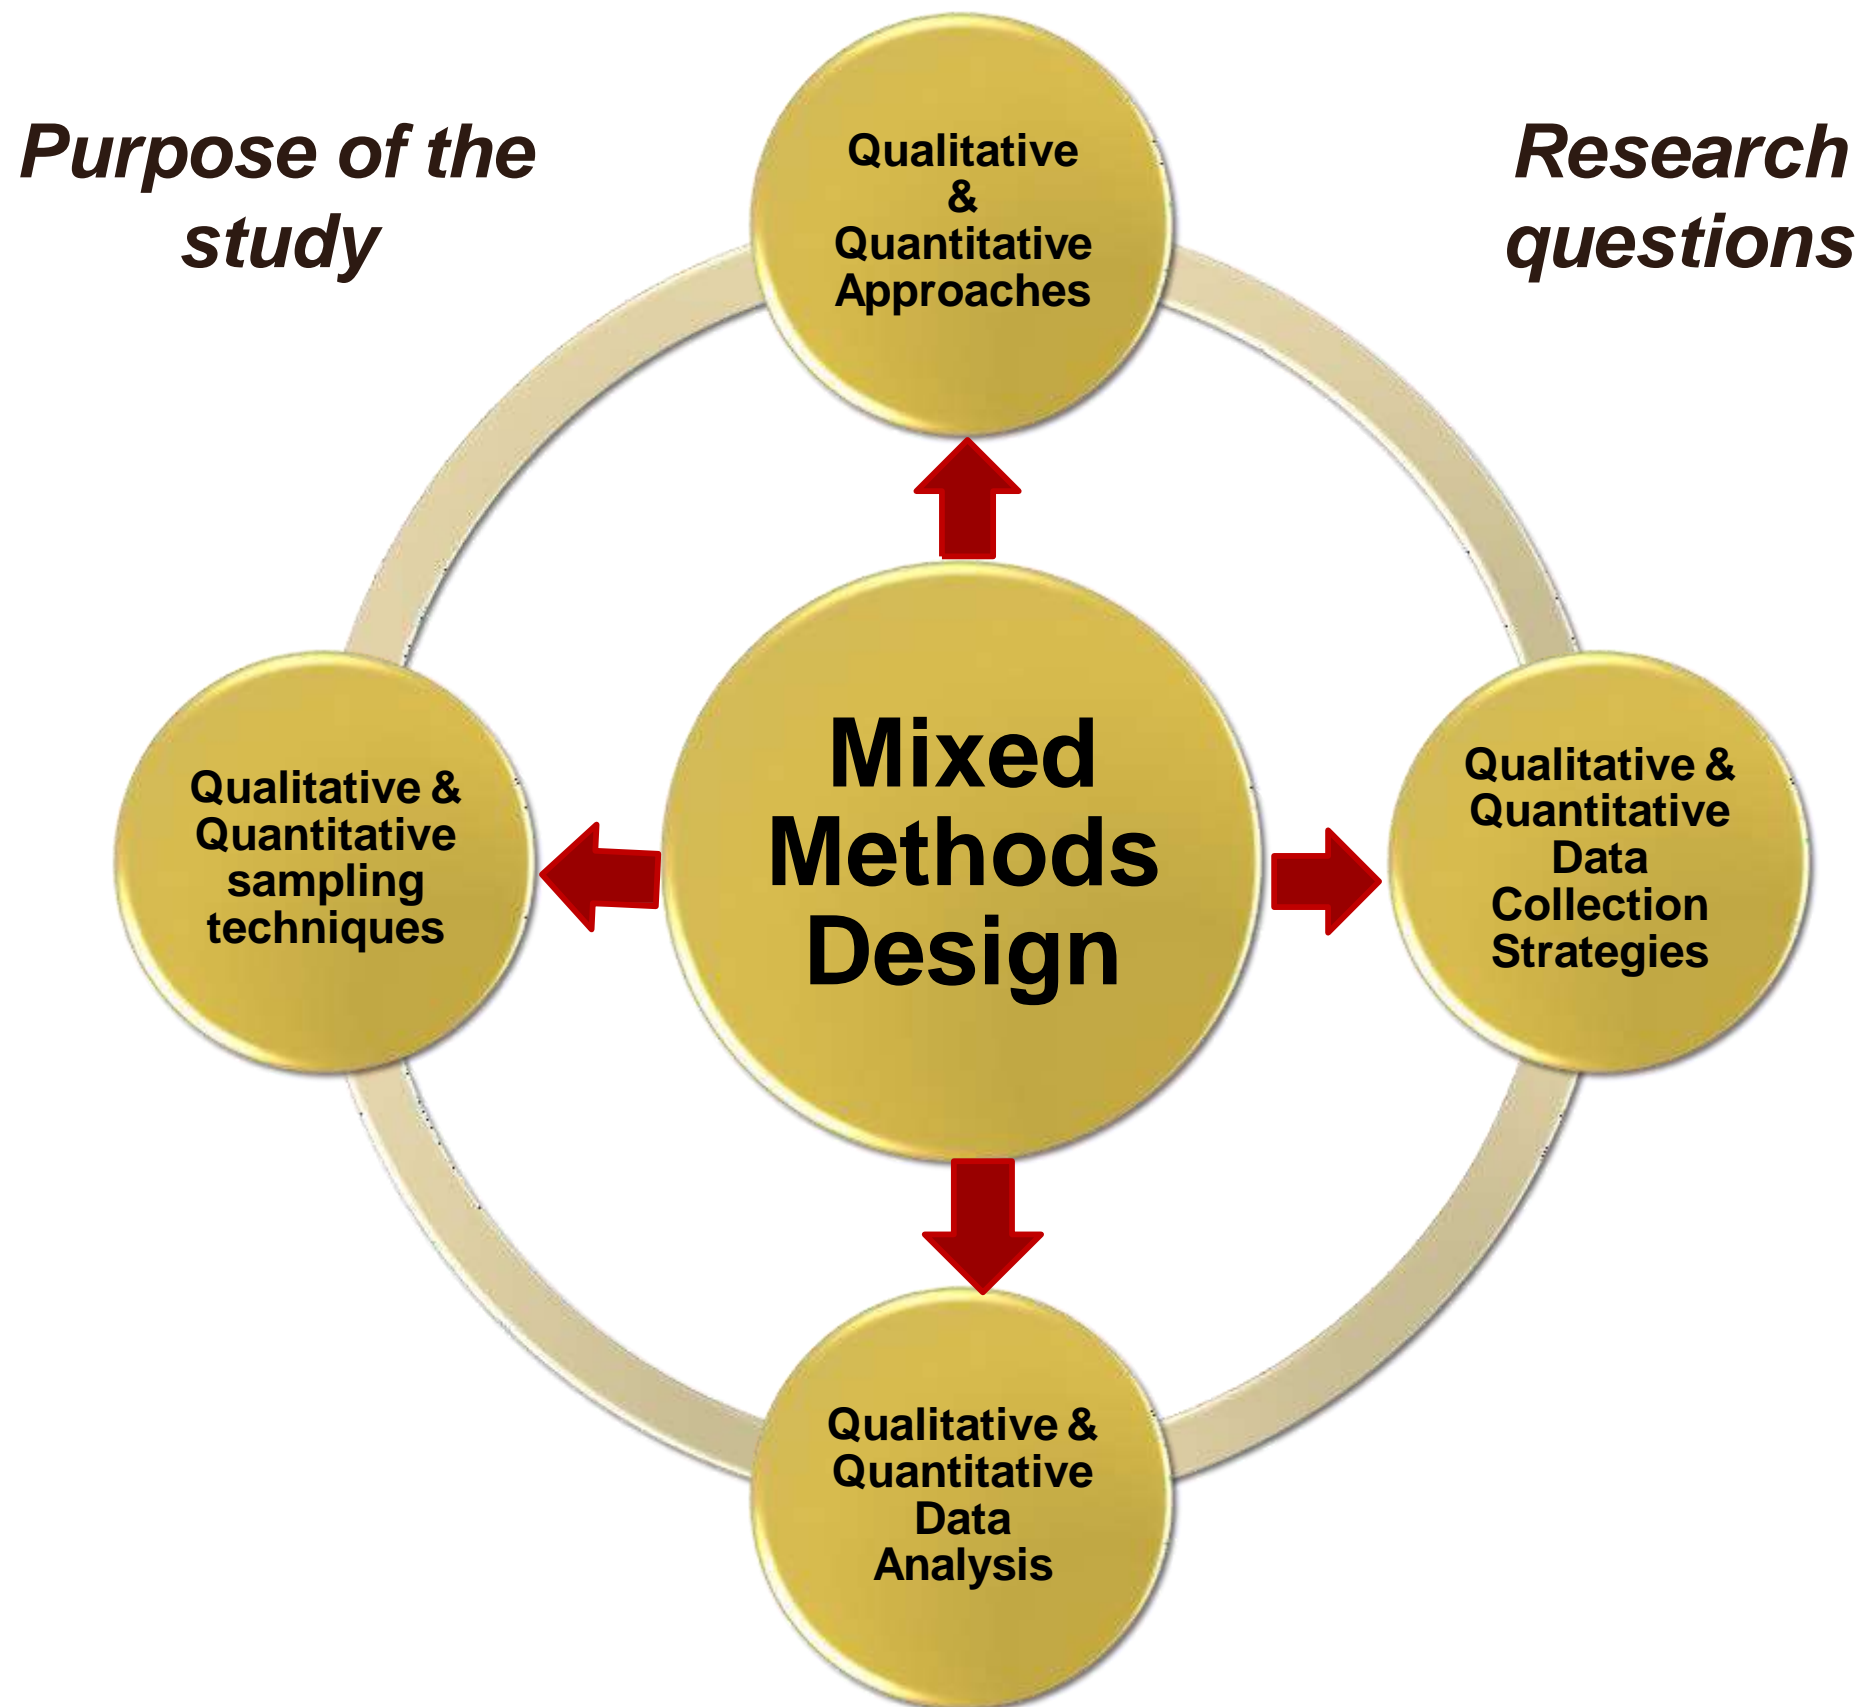 Purpose of the
study
Research
questions
Qualitative
&
Quantitative
Approaches
Qualitative &
Quantitative
sampling
techniques
Mixed
Methods
Design
Qualitative &
Quantitative
Data
Collection
Strategies
Qualitative &
Quantitative
Data
Analysis